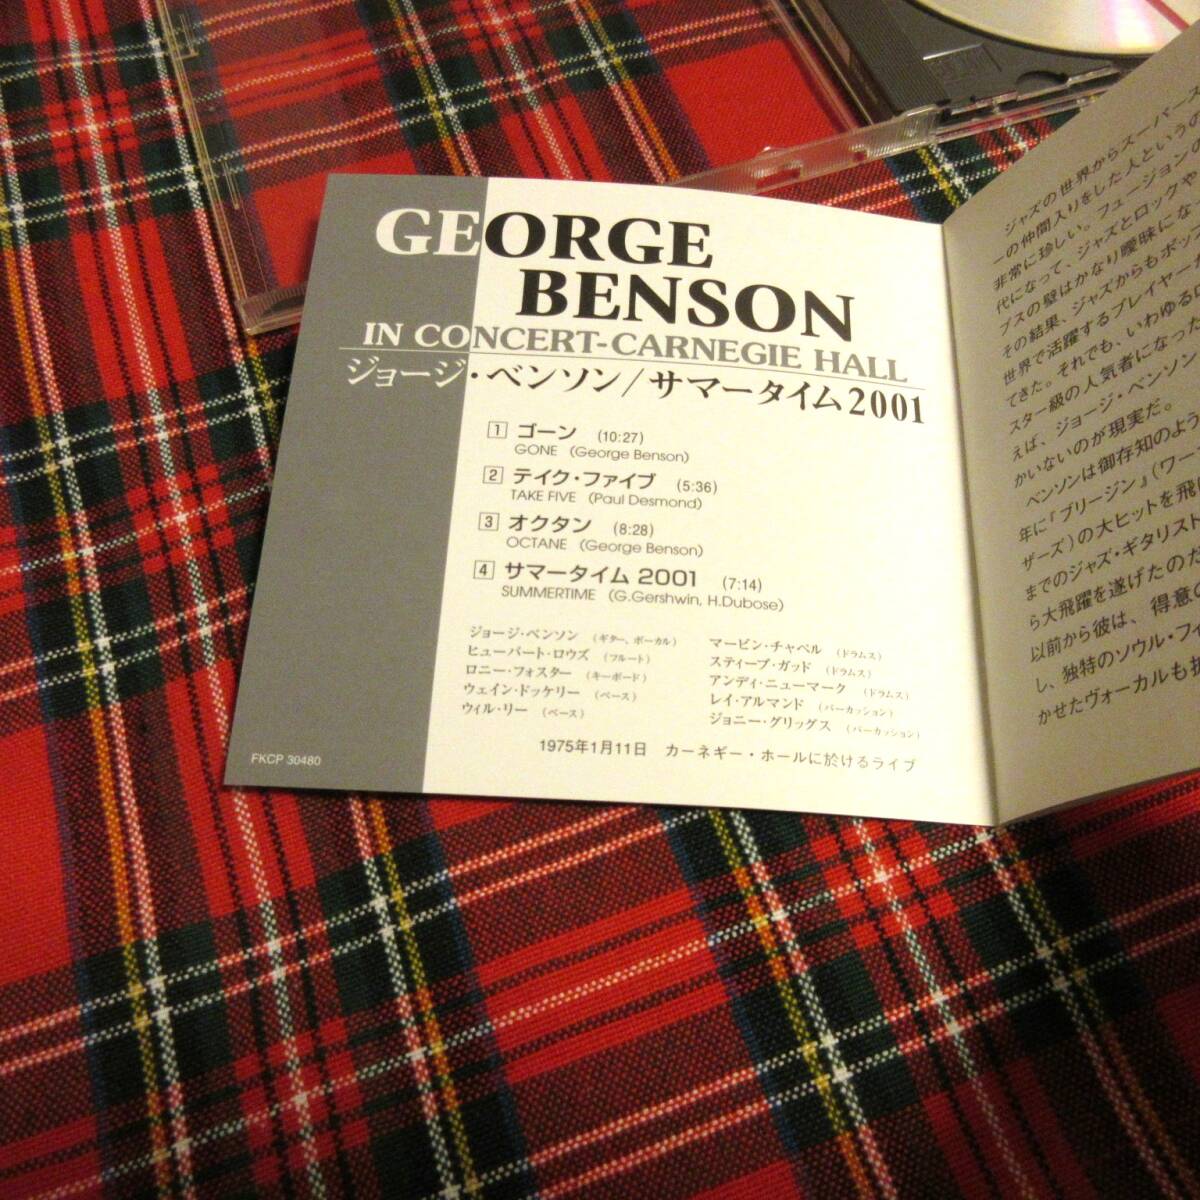 GEORGE
BENSON
IN CONCERT-CARNEGIE HALL
ジョージ・ベンソン/サマータイム2001
1 ゴーン (10:27)
GONE (George Benson)
2 テイク・ファイブ (5:36)
TAKE FIVE (Paul Desmond)
3 オクタン (8:28)
OCTANE (George Benson)
4 サマータイム 2001 (7:14)
SUMMERTIME (G.Gershwin, H.Dubose)
ジョージ・ベンソン (ギター、ボーカル)
ヒューバート・ロウズ (フルート)
ロニー・フォスター (キーボード)
ウェイン・ドッケリー (ベース)
ウィル・リー (ベース)
マービン・チャペル (ドラムス)
スティーブ・ガッド (ドラムス)
アンディ・ニューマーク (ドラムス)
レイ・アルマンド (パーカッション)
ジョニー・グリッグス (パーカッション)
1975年1月11日 カーネギー・ホールに於けるライブ
FKCP 30480
ジャズの世界からスーパース
ーの仲間入りをした人というの
非常に珍しい。フュージョンの
代になって、ジャズとロックや
プスの壁はかなり曖昧にな
その結果、ジャズからもポップ
世界で活躍するプレイヤーが
てきた。それでも、いわゆる
スター級の人気者になった
えば、ジョージ・ベンソン
かいないのが現実だ。
ベンソンは御存知のよう
年に「ブリージン』(ワー
ザーズ)の大ヒットを飛
までのジャズ・ギタリスト
ら大飛躍を遂げたのだ
以前から彼は、得意の
し、独特のソウル・フィ
かせたヴォーカルも